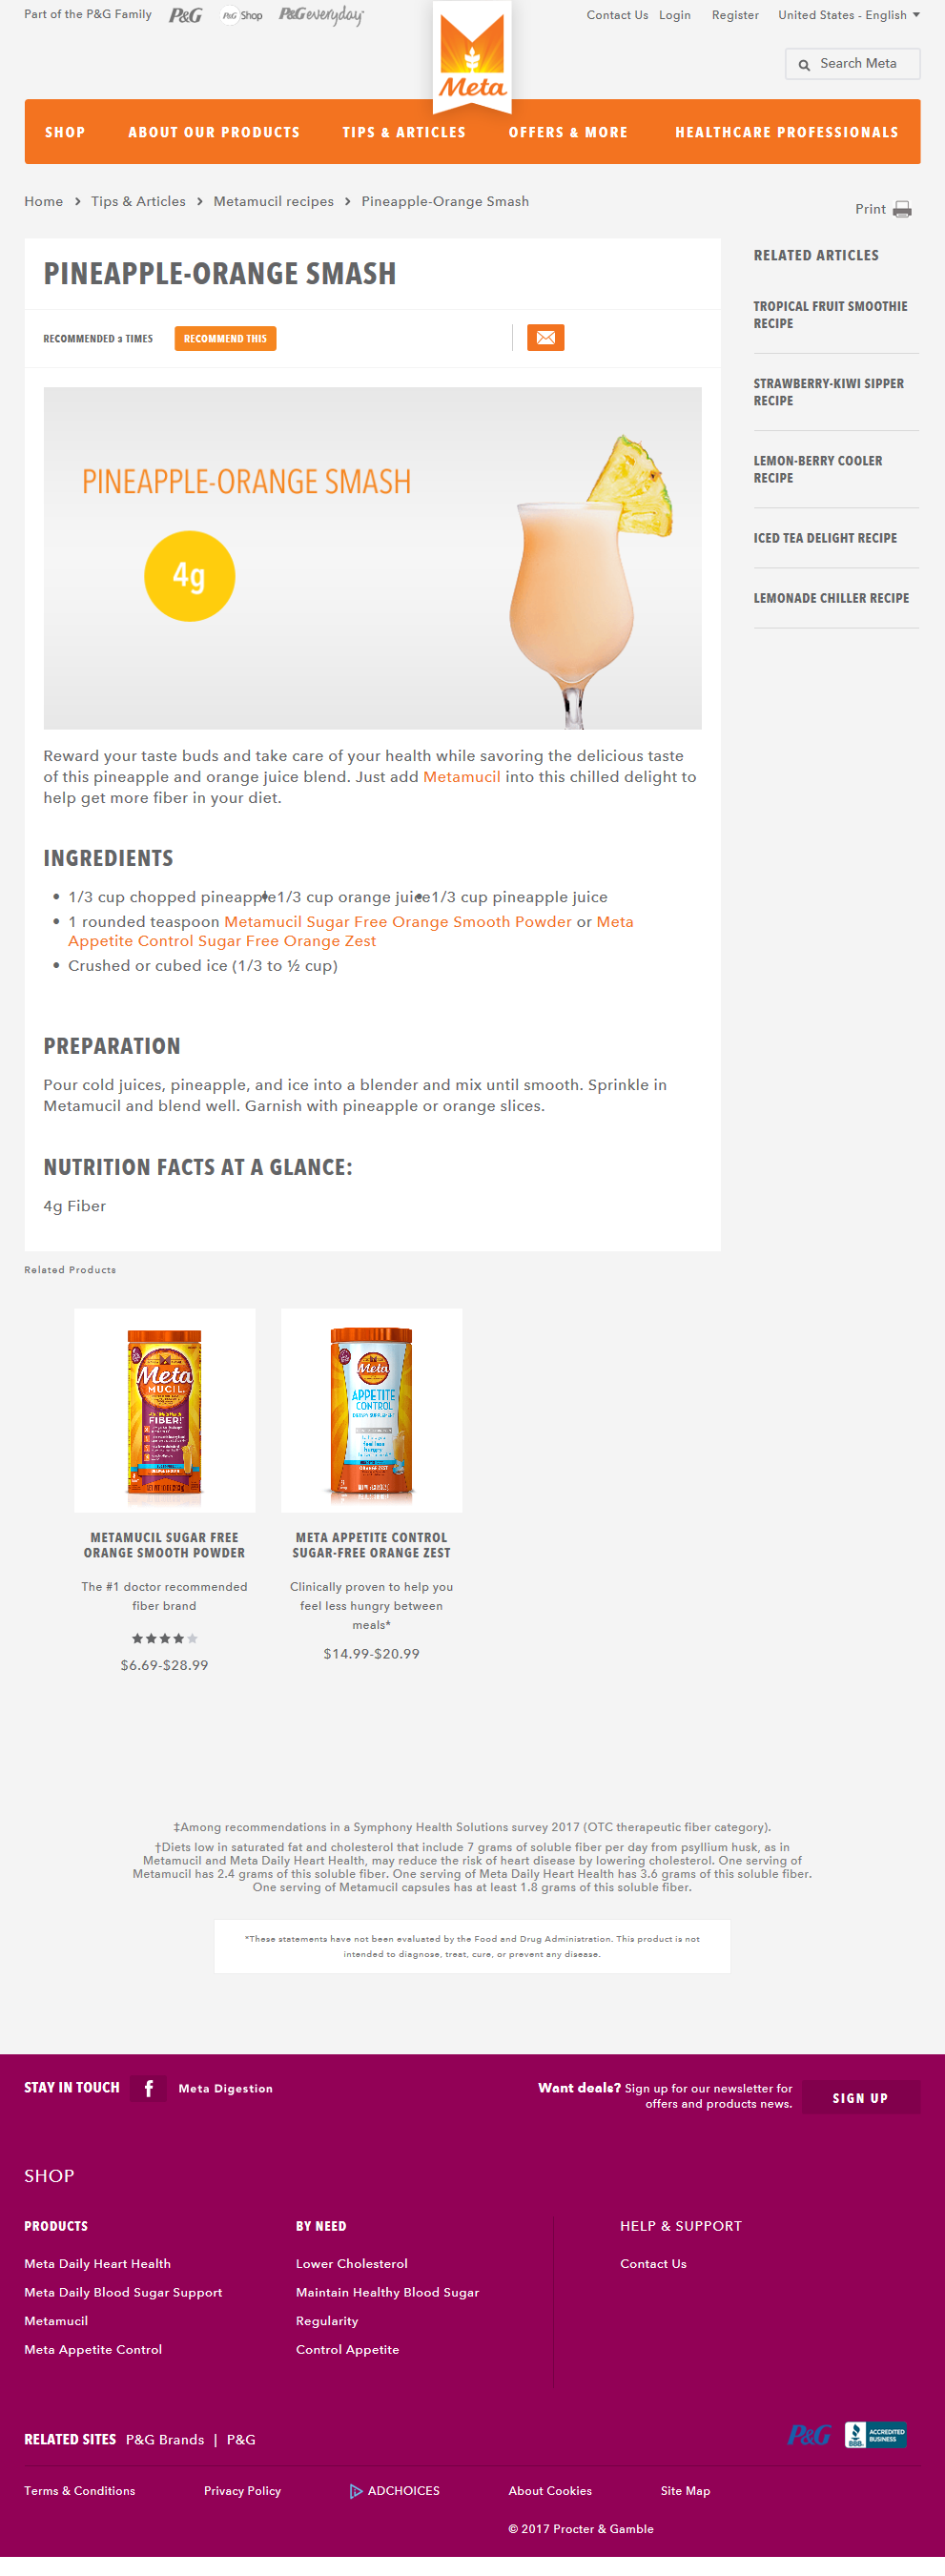 Part of the P&G Family P&G P&G Shop P&G everyday
Contact Us Login Register United States - English
Meta
Search Meta
SHOP ABOUT OUR PRODUCTS TIPS & ARTICLES OFFERS & MORE HEALTHCARE PROFESSIONALS
Home > Tips & Articles > Metamucil recipes > Pineapple-Orange Smash
Print
PINEAPPLE-ORANGE SMASH
RECOMMENDED 3 TIMES RECOMMEND THIS
PINEAPPLE-ORANGE SMASH
4g
Reward your taste buds and take care of your health while savoring the delicious taste
of this pineapple and orange juice blend. Just add Metamucil into this chilled delight to
help get more fiber in your diet.
INGREDIENTS
• 1/3 cup chopped pineapple
• 1/3 cup orange juice
• 1/3 cup pineapple juice
• 1 rounded teaspoon Metamucil Sugar Free Orange Smooth Powder or Meta
Appetite Control Sugar Free Orange Zest
• Crushed or cubed ice (1/3 to ½ cup)
PREPARATION
Pour cold juices, pineapple, and ice into a blender and mix until smooth. Sprinkle in
Metamucil and blend well. Garnish with pineapple or orange slices.
NUTRITION FACTS AT A GLANCE:
4g Fiber
RELATED ARTICLES
TROPICAL FRUIT SMOOTHIE
RECIPE
STRAWBERRY-KIWI SIPPER
RECIPE
LEMON-BERRY COOLER
RECIPE
ICED TEA DELIGHT RECIPE
LEMONADE CHILLER RECIPE
Related Products
Meta
MUCIL
FIBER!
METAMUCIL SUGAR FREE
ORANGE SMOOTH POWDER
The #1 doctor recommended
fiber brand
$6.69-$28.99
Meta
APPETITE
CONTROL
DIETARY SUPPLEMENT
feel less
hungry
ORANGE ZEST
META APPETITE CONTROL
SUGAR-FREE ORANGE ZEST
Clinically proven to help you
feel less hungry between
meals*
$14.99-$20.99
‡Among recommendations in a Symphony Health Solutions survey 2017 (OTC therapeutic fiber category).
†Diets low in saturated fat and cholesterol that include 7 grams of soluble fiber per day from psyllium husk, as in
Metamucil and Meta Daily Heart Health, may reduce the risk of heart disease by lowering cholesterol. One serving of
Metamucil has 2.4 grams of this soluble fiber. One serving of Meta Daily Heart Health has 3.6 grams of this soluble fiber.
One serving of Metamucil capsules has at least 1.8 grams of this soluble fiber.
*These statements have not been evaluated by the Food and Drug Administration. This product is not
intended to diagnose, treat, cure, or prevent any disease.
STAY IN TOUCH f Meta Digestion
Want deals? Sign up for our newsletter for
offers and products news.
SIGN UP
SHOP
PRODUCTS
Meta Daily Heart Health
Meta Daily Blood Sugar Support
Metamucil
Meta Appetite Control
BY NEED
Lower Cholesterol
Maintain Healthy Blood Sugar
Regularity
Control Appetite
HELP & SUPPORT
Contact Us
RELATED SITES P&G Brands | P&G
P&G
BBB ACCREDITED
BUSINESS
Terms & Conditions Privacy Policy ADCHOICES About Cookies Site Map
© 2017 Procter & Gamble